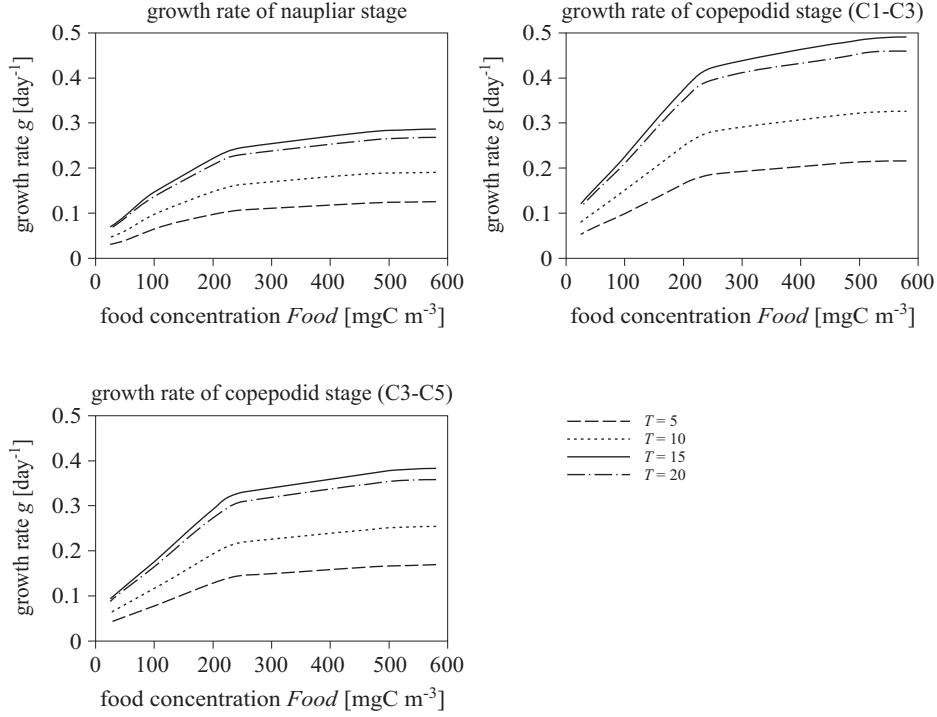 growth rate of naupliar stage
growth rate g [day-1]
0.5
0.4
0.3
0.2
0.1
0
0 100 200 300 400 500 600
food concentration Food [mgC m-3]
growth rate of copepodid stage (C1-C3)
growth rate g [day-1]
0.5
0.4
0.3
0.2
0.1
0
0 100 200 300 400 500 600
food concentration Food [mgC m-3]
growth rate of copepodid stage (C3-C5)
growth rate g [day-1]
0.5
0.4
0.3
0.2
0.1
0
0 100 200 300 400 500 600
food concentration Food [mgC m-3]
T = 5
T = 10
T = 15
T = 20